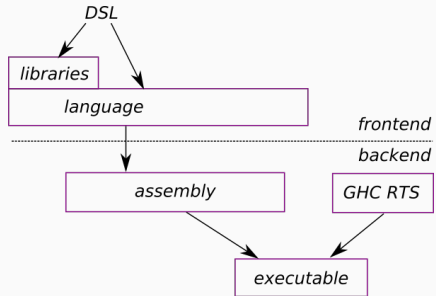 DSL
libraries
language
frontend
backend
assembly
GHC RTS
executable